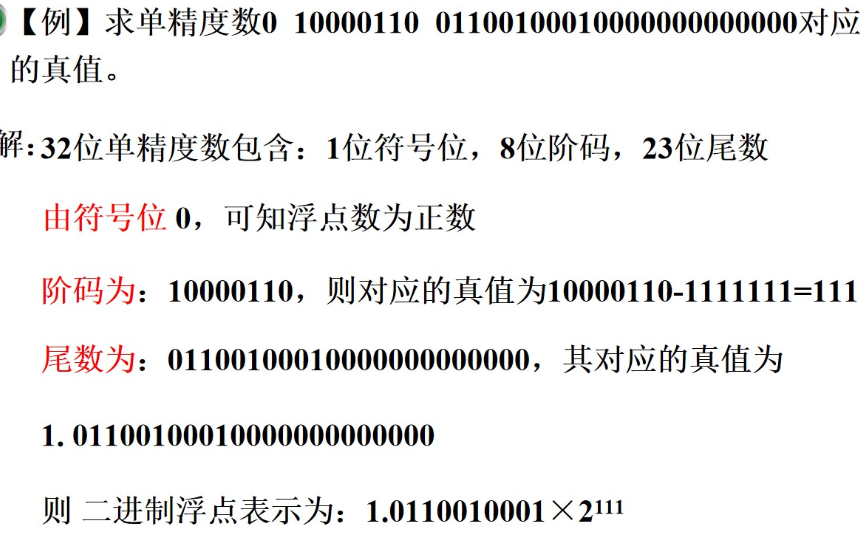 【例】求单精度数0 10000110 01100100010000000000000对应
的真值。
解:32位单精度数包含：1位符号位，8位阶码，23位尾数
由符号位 0，可知浮点数为正数
阶码为：10000110，则对应的真值为10000110-1111111=111
尾数为：01100100010000000000000，其对应的真值为
1. 01100100010000000000000
则 二进制浮点表示为：1.0110010001×2¹¹¹